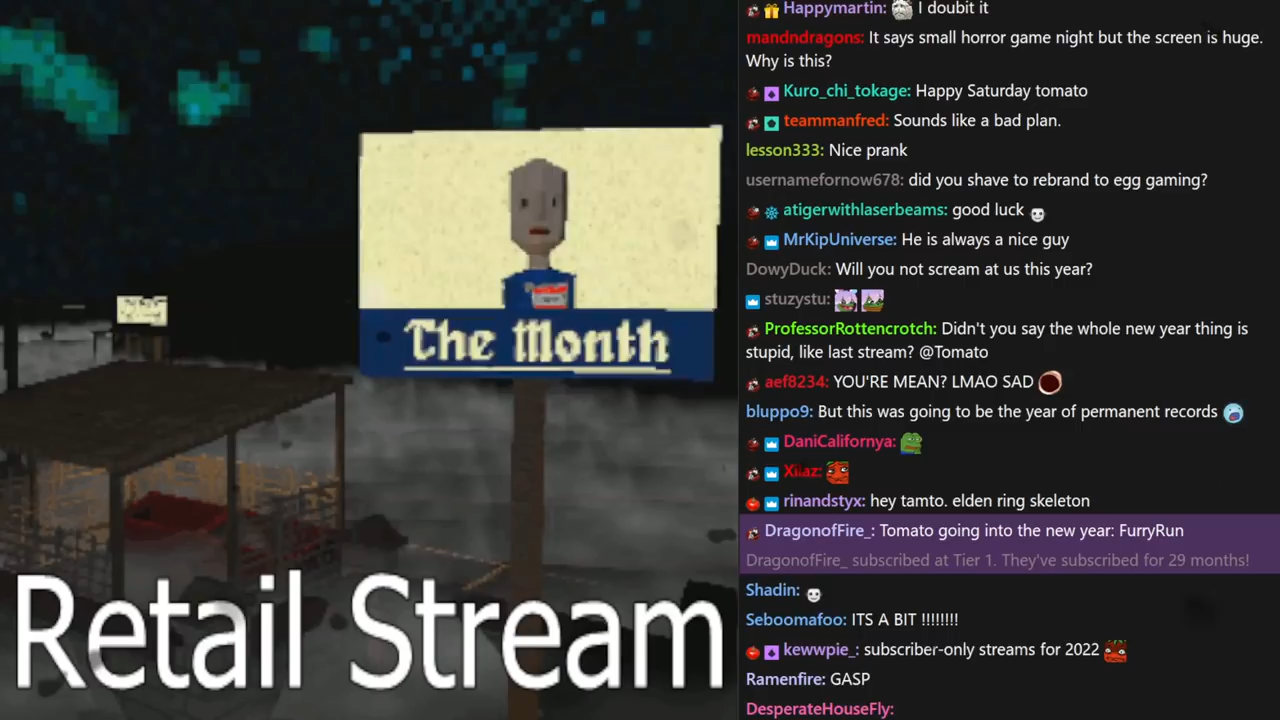 The Month
Retail Stream
Happymartin: I doubit it
mandndragons: It says small horror game night but the screen is huge.
Why is this?
Kuro_chi_tokage: Happy Saturday tomato
teammanfred: Sounds like a bad plan.
lesson333: Nice prank
usernamefornow678: did you shave to rebrand to egg gaming?
atigerwithlaserbeams: good luck
MrKipUniverse: He is always a nice guy
DowyDuck: Will you not scream at us this year?
stuzystu:
ProfessorRottencrotch: Didn't you say the whole new year thing is
stupid, like last stream? @Tomato
aef8234: YOU'RE MEAN? LMAO SAD
bluppo9: But this was going to be the year of permanent records
DaniCalifornya:
Xilaz:
rinandstyx: hey tamto. elden ring skeleton
DragonofFire_: Tomato going into the new year: FurryRun
DragonofFire_ subscribed at Tier 1. They've subscribed for 29 months!
Shadin:
Seboomafoo: ITS A BIT !!!!!!!!
kewwpie_: subscriber-only streams for 2022
Ramenfire: GASP
DesperateHouseFly: